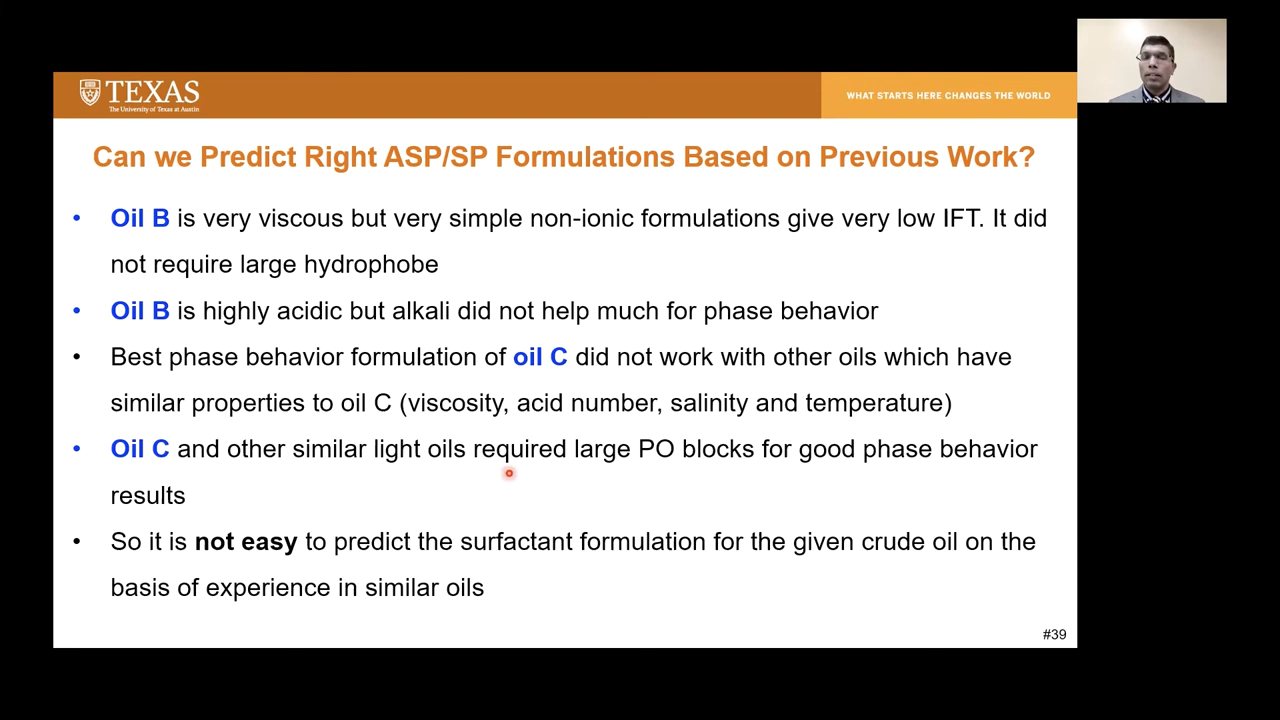 TEXAS
The University of Texas at Austin
WHAT STARTS HERE CHANGES THE WORLD
Can we Predict Right ASP/SP Formulations Based on Previous Work?
• Oil B is very viscous but very simple non-ionic formulations give very low IFT. It did
not require large hydrophobe
• Oil B is highly acidic but alkali did not help much for phase behavior
• Best phase behavior formulation of oil C did not work with other oils which have
similar properties to oil C (viscosity, acid number, salinity and temperature)
• Oil C and other similar light oils required large PO blocks for good phase behavior
results
• So it is not easy to predict the surfactant formulation for the given crude oil on the
basis of experience in similar oils
#39